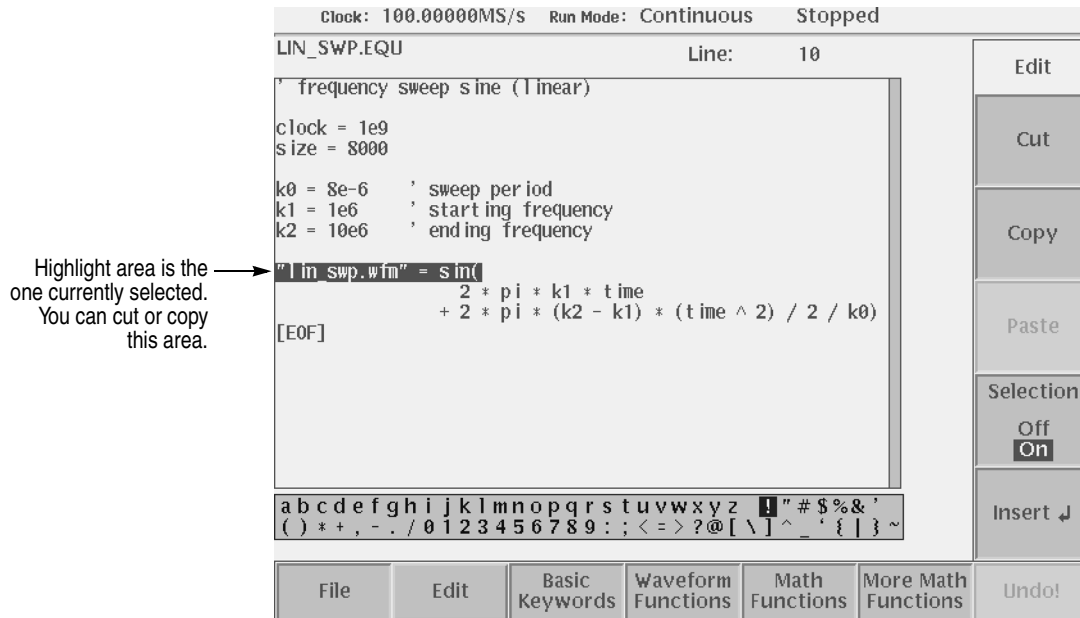 Clock: 100.00000MS/s Run Mode: Continuous Stopped
LIN_SWP.EQU Line: 10
' frequency sweep sine (linear)
clock = 1e9
size = 8000
k0 = 8e-6 ' sweep period
k1 = 1e6 ' starting frequency
k2 = 10e6 ' ending frequency
"lin_swp.wfm" = sin(
2 * pi * k1 * time
+ 2 * pi * (k2 - k1) * (time ^ 2) / 2 / k0)
[EOF]
Highlight area is the
one currently selected.
You can cut or copy
this area.
a b c d e f g h i j k l m n o p q r s t u v w x y z ! " # $ % & '
( ) * + , - . / 0 1 2 3 4 5 6 7 8 9 : ; < = > ? @ [ \ ] ^ _ ` { | } ~
Edit
Cut
Copy
Paste
Selection
Off
On
Insert ↲
File
Edit
Basic
Keywords
Waveform
Functions
Math
Functions
More Math
Functions
Undo!